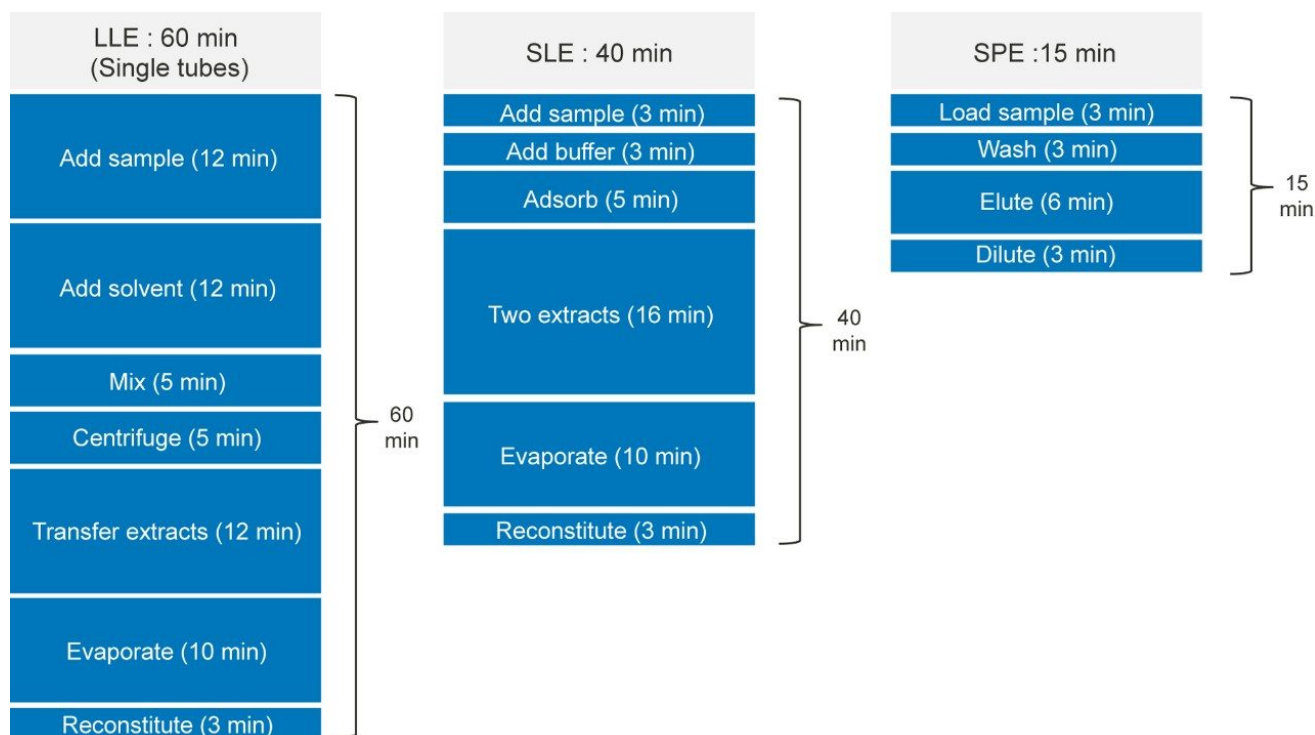 LLE : 60 min
(Single tubes)
Add sample (12 min)
Add solvent (12 min)
Mix (5 min)
Centrifuge (5 min)
Transfer extracts (12 min)
Evaporate (10 min)
Reconstitute (3 min)
60
min
SLE : 40 min
Add sample (3 min)
Add buffer (3 min)
Adsorb (5 min)
Two extracts (16 min)
Evaporate (10 min)
Reconstitute (3 min)
40
min
SPE :15 min
Load sample (3 min)
Wash (3 min)
Elute (6 min)
Dilute (3 min)
15
min